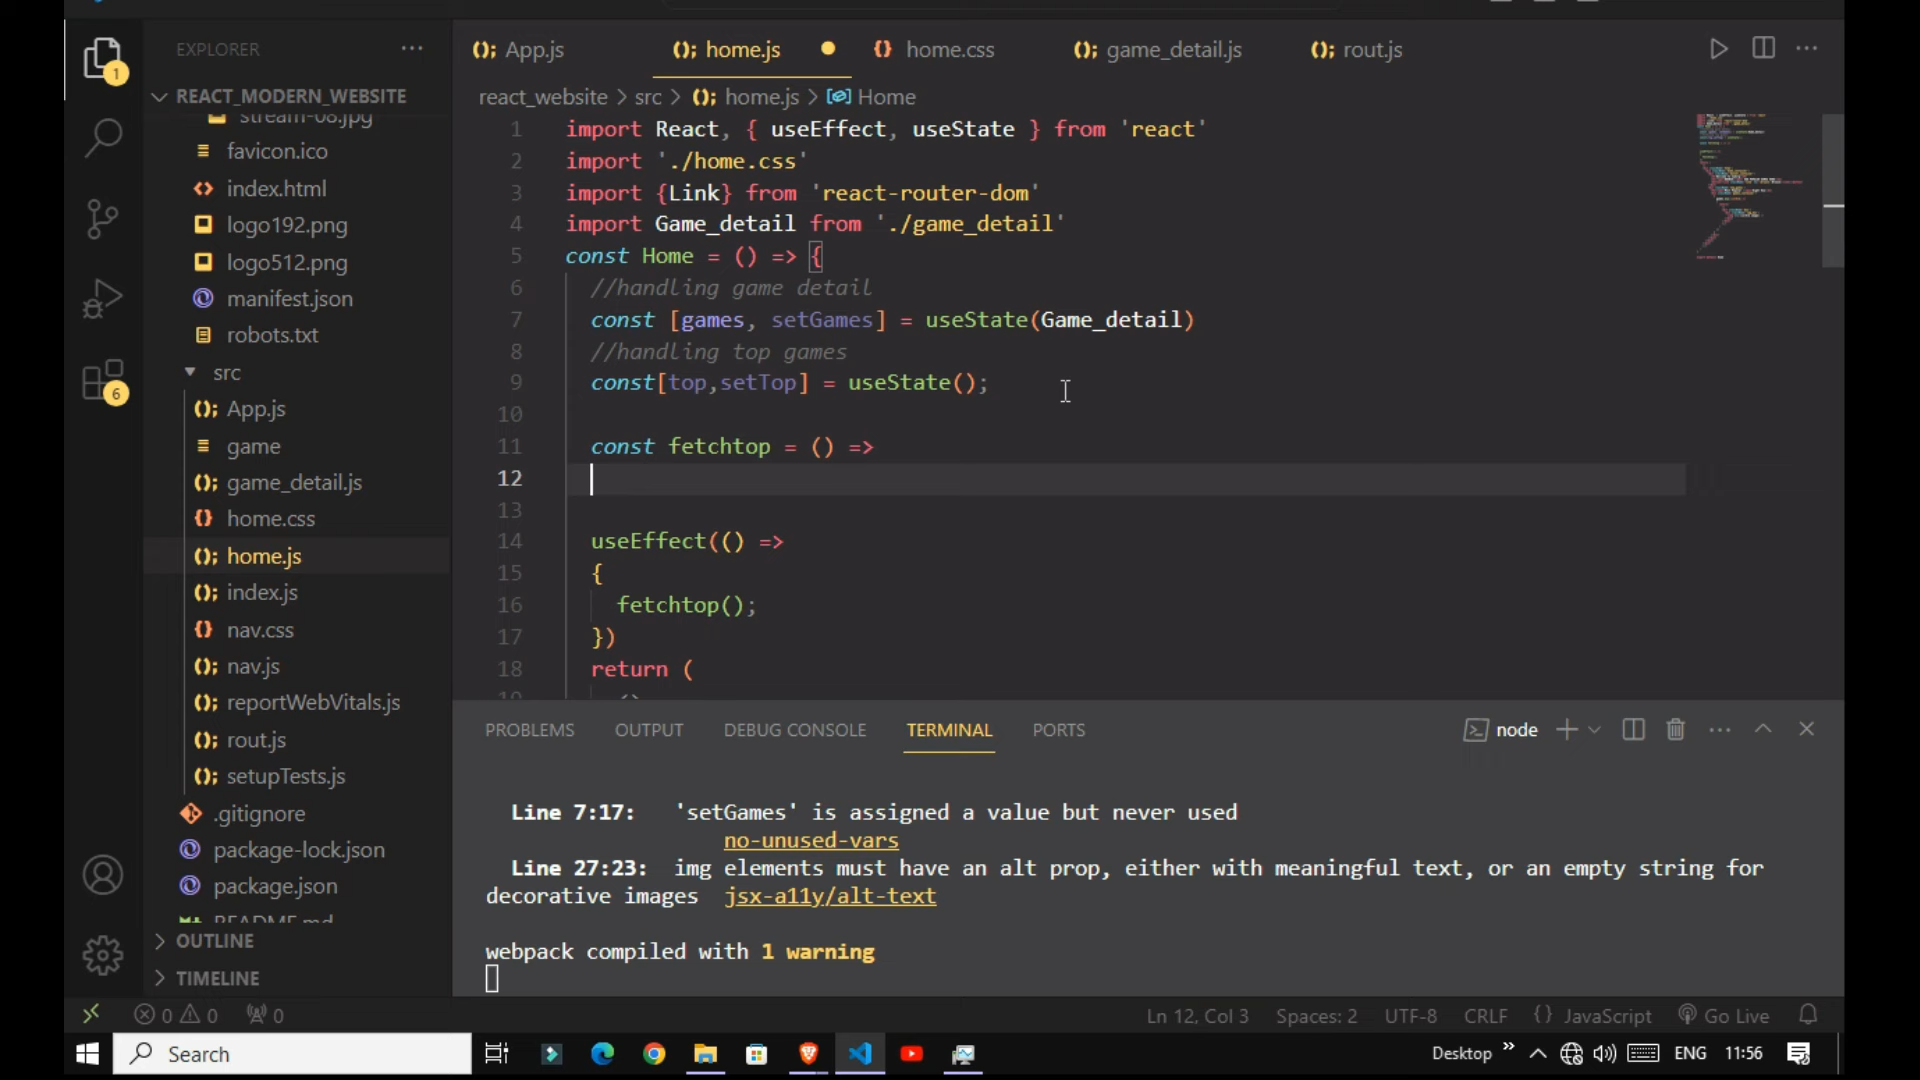 EXPLORER
REACT_MODERN_WEBSITE
stream-08.jpg
favicon.ico
index.html
logo192.png
logo512.png
manifest.json
robots.txt
src
App.js
game
game_detail.js
home.css
home.js
index.js
nav.css
nav.js
reportWebVitals.js
rout.js
setupTests.js
.gitignore
package-lock.json
package.json
README.md
OUTLINE
TIMELINE
1
6
App.js home.js home.css game_detail.js rout.js
react_website > src > home.js > Home
1 import React, { useEffect, useState } from 'react'
2 import './home.css'
3 import {Link} from 'react-router-dom'
4 import Game_detail from './game_detail'
5 const Home = () => {
6 //handling game detail
7 const [games, setGames] = useState(Game_detail)
8 //handling top games
9 const[top,setTop] = useState();
10
11 const fetchtop = () =>
12
13
14 useEffect(() =>
15 {
16 fetchtop();
17 })
18 return (
19 <>
PROBLEMS OUTPUT DEBUG CONSOLE TERMINAL PORTS
node
Line 7:17: 'setGames' is assigned a value but never used
no-unused-vars
Line 27:23: img elements must have an alt prop, either with meaningful text, or an empty string for
decorative images jsx-a11y/alt-text
webpack compiled with 1 warning
0 0 0
Ln 12, Col 3 Spaces: 2 UTF-8 CRLF {} JavaScript Go Live
Search
Desktop » ENG 11:56